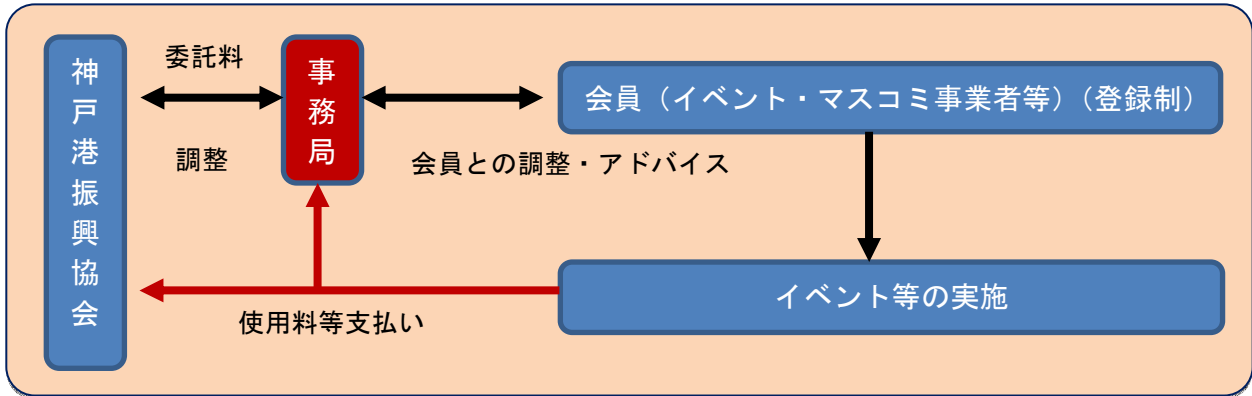 神戸港振興協会
委託料
調整
事務局
会員との調整・アドバイス
会員（イベント・マスコミ事業者等）（登録制）
イベント等の実施
使用料等支払い